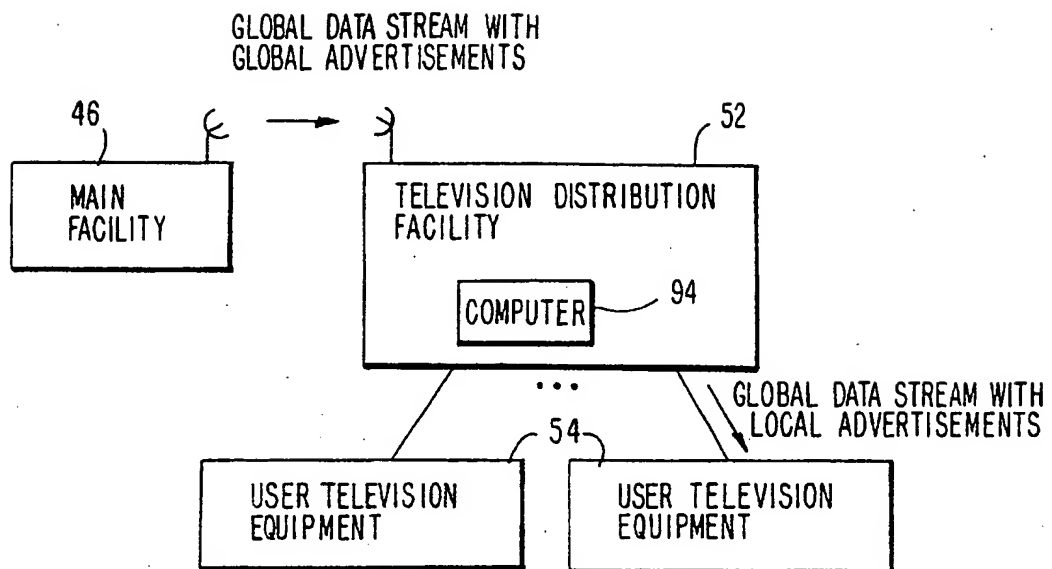 GLOBAL DATA STREAM WITH
GLOBAL ADVERTISEMENTS
46
52
MAIN
FACILITY
TELEVISION DISTRIBUTION
FACILITY
COMPUTER
94
...
GLOBAL DATA STREAM WITH
LOCAL ADVERTISEMENTS
54
USER TELEVISION
EQUIPMENT
USER TELEVISION
EQUIPMENT